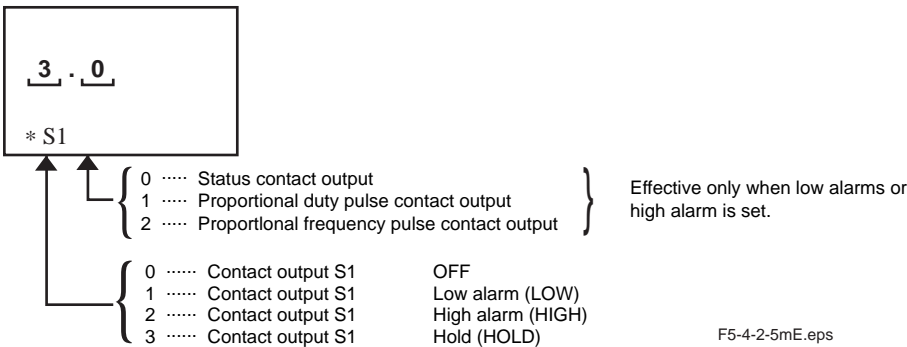 3 . 0
* S1
0 ····· Status contact output
1 ····· Proportional duty pulse contact output
2 ····· Proportlonal frequency pulse contact output
Effective only when low alarms or
high alarm is set.
0 ······ Contact output S1 OFF
1 ······ Contact output S1 Low alarm (LOW)
2 ······ Contact output S1 High alarm (HIGH)
3 ······ Contact output S1 Hold (HOLD)
F5-4-2-5mE.eps